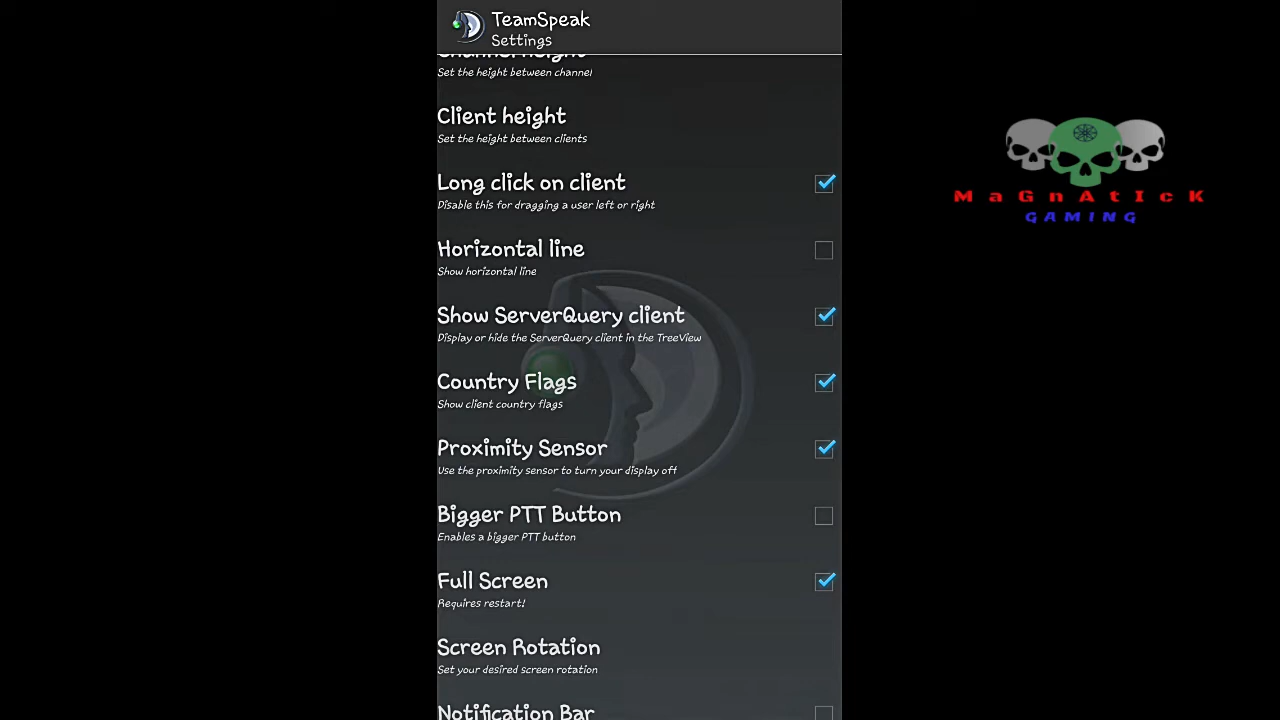 TeamSpeak
Settings
Channel height
Set the height between channel
Client height
Set the height between clients
Long click on client
Disable this for dragging a user left or right
Horizontal line
Show horizontal line
Show ServerQuery client
Display or hide the ServerQuery client in the TreeView
Country Flags
Show client country flags
Proximity Sensor
Use the proximity sensor to turn your display off
Bigger PTT Button
Enables a bigger PTT button
Full Screen
Requires restart!
Screen Rotation
Set your desired screen rotation
Notification Bar
MaGnAtIcK
GAMING